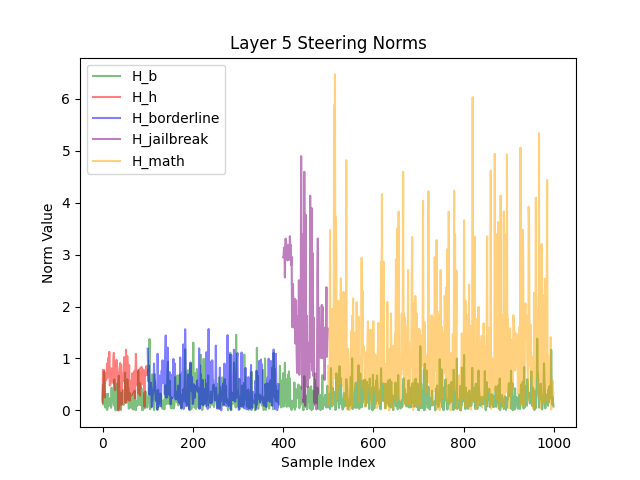 Layer 5 Steering Norms
H_b
H_h
H_borderline
H_jailbreak
H_math
Norm Value
6
5
4
3
2
1
0
0 200 400 600 800 1000
Sample Index